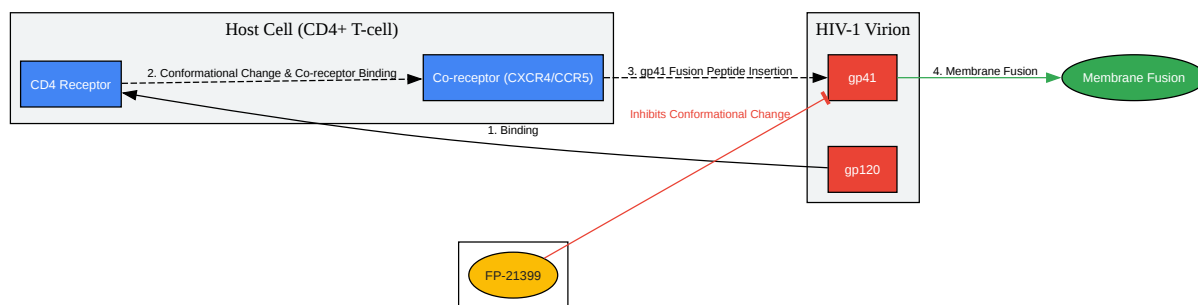 Host Cell (CD4+ T-cell)
HIV-1 Virion
CD4 Receptor
2. Conformational Change & Co-receptor Binding
Co-receptor (CXCR4/CCR5)
3. gp41 Fusion Peptide Insertion
gp41
4. Membrane Fusion
Membrane Fusion
Inhibits Conformational Change
1. Binding
gp120
FP-21399